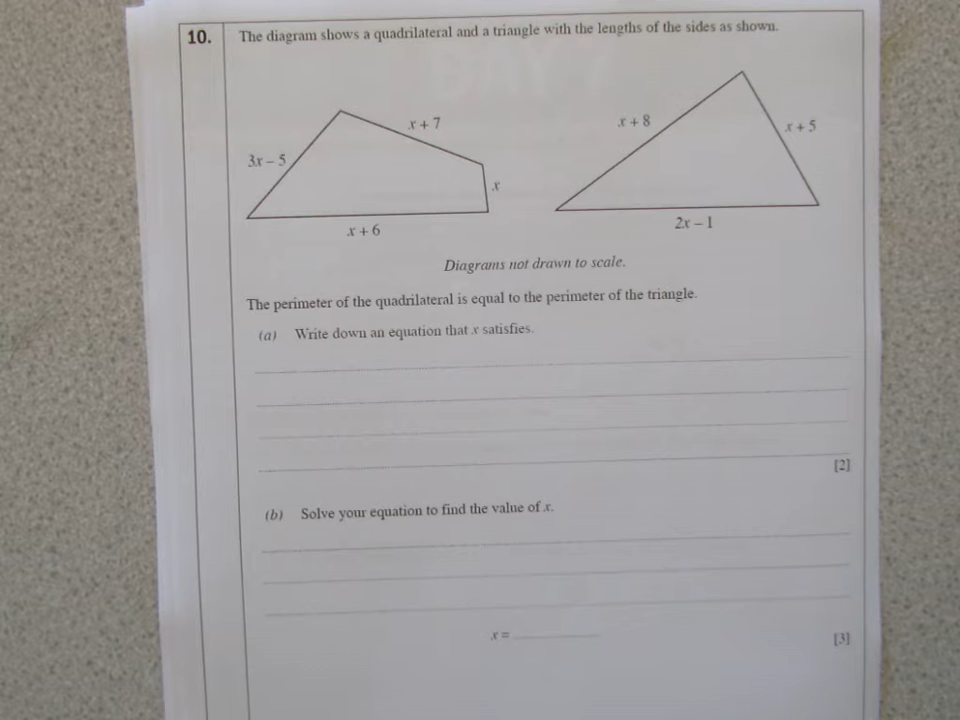 10. The diagram shows a quadrilateral and a triangle with the lengths of the sides as shown.
x + 7
3x – 5
x
x + 6
x + 8
x + 5
2x – 1
Diagrams not drawn to scale.
The perimeter of the quadrilateral is equal to the perimeter of the triangle.
(a) Write down an equation that x satisfies.
[2]
(b) Solve your equation to find the value of x.
x =
[3]